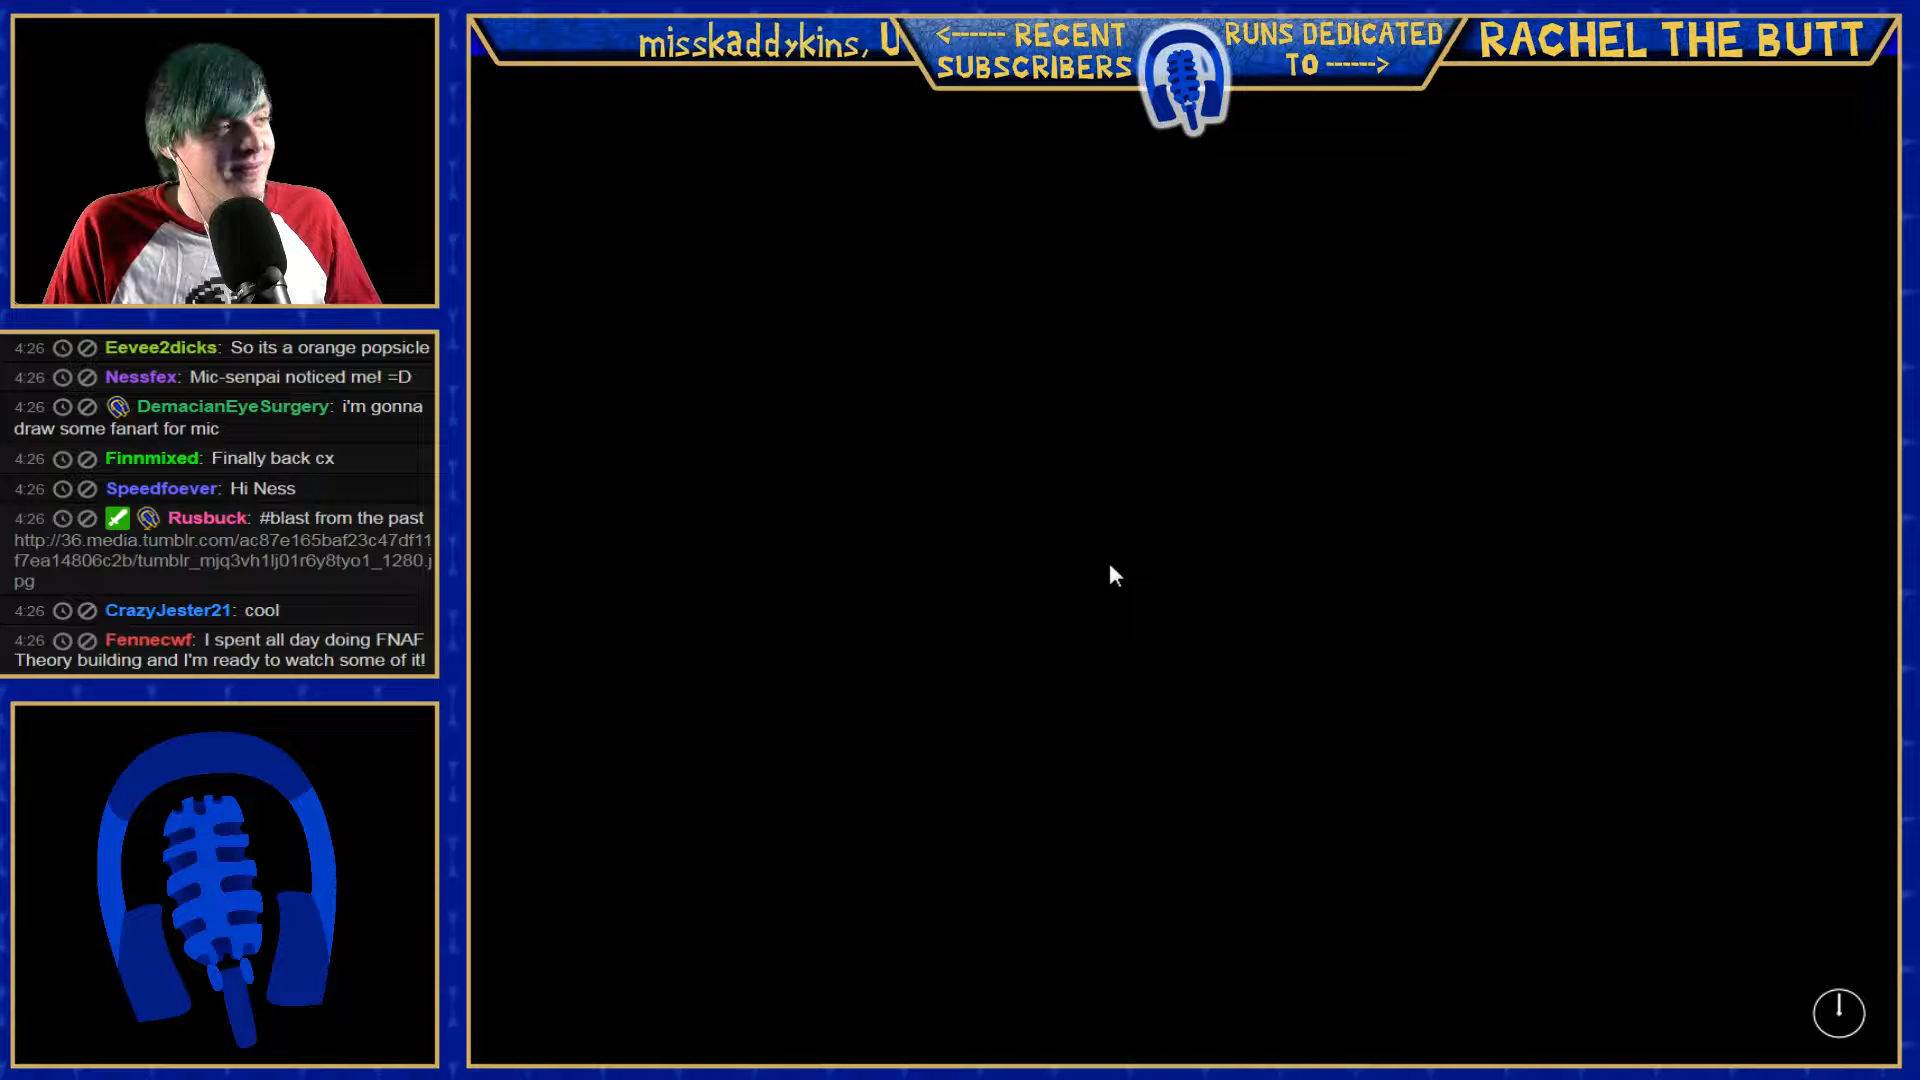 misskaddykins, U
<------ RECENT
SUBSCRIBERS
RUNS DEDICATED
TO ------>
RACHEL THE BUTT
4:26 Eevee2dicks: So its a orange popsicle
4:26 Nessfex: Mic-senpai noticed me! =D
4:26 DemacianEyeSurgery: i'm gonna
draw some fanart for mic
4:26 Finnmixed: Finally back cx
4:26 Speedfoever: Hi Ness
4:26 Rusbuck: #blast from the past
http://36.media.tumblr.com/ac87e165baf23c47df11
f7ea14806c2b/tumblr_mjq3vh1lj01r6y8tyo1_1280.j
pg
4:26 CrazyJester21: cool
4:26 Fennecwf: I spent all day doing FNAF
Theory building and I'm ready to watch some of it!